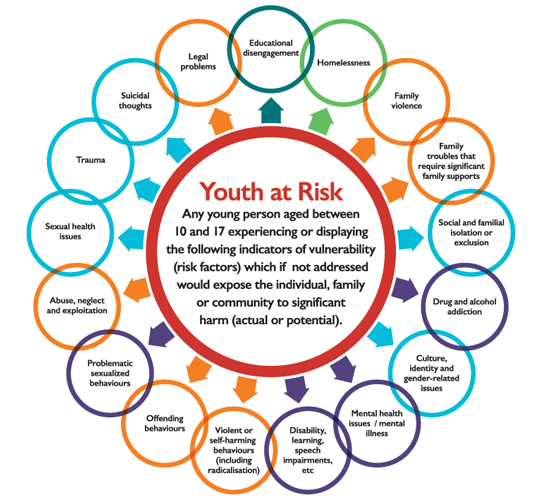 Educational
disengagement
Homelessness
Family
violence
Family
troubles that
require significant
family supports
Social and familial
isolation or
exclusion
Drug and alcohol
addiction
Culture,
identity and
gender-related
issues
Mental health
issues / mental
illness
Disability,
learning,
speech
impairments,
etc
Violent or
self-harming
behaviours
(including
radicalisation)
Offending
behaviours
Problematic
sexualized
behaviours
Abuse, neglect
and exploitation
Sexual health
issues
Trauma
Suicidal
thoughts
Legal
problems
Youth at Risk
Any young person aged between
10 and 17 experiencing or displaying
the following indicators of vulnerability
(risk factors) which if not addressed
would expose the individual, family
or community to significant
harm (actual or potential).